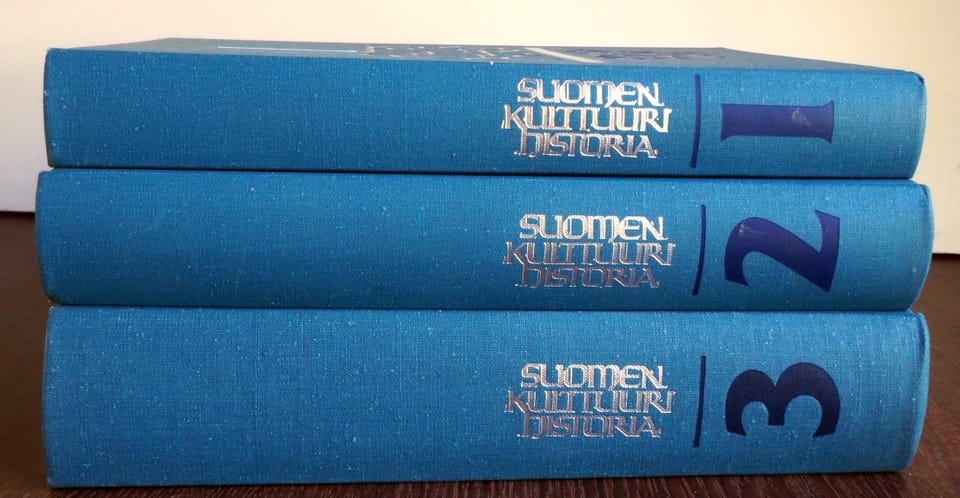 SUOMEN
KULTTUURI
HISTORIA
1
SUOMEN
KULTTUURI
HISTORIA
2
SUOMEN
KULTTUURI
HISTORIA
3